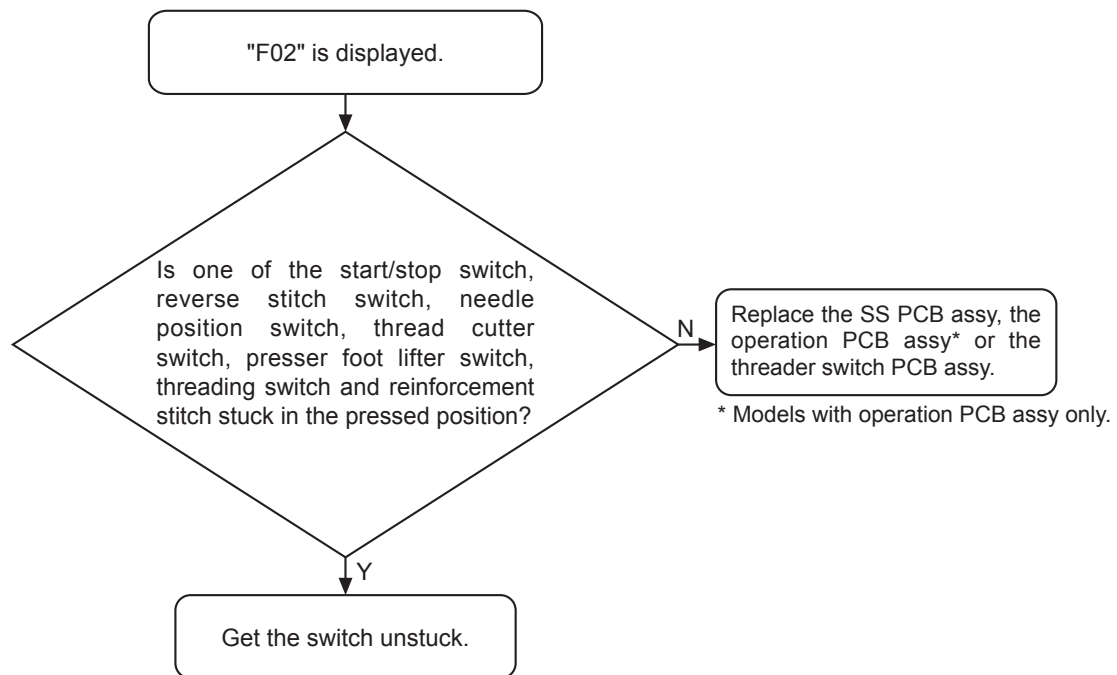 "F02" is displayed.
Is one of the start/stop switch,
reverse stitch switch, needle
position switch, thread cutter
switch, presser foot lifter switch,
threading switch and reinforcement
stitch stuck in the pressed position?
N
Replace the SS PCB assy, the
operation PCB assy* or the
threader switch PCB assy.
* Models with operation PCB assy only.
Y
Get the switch unstuck.